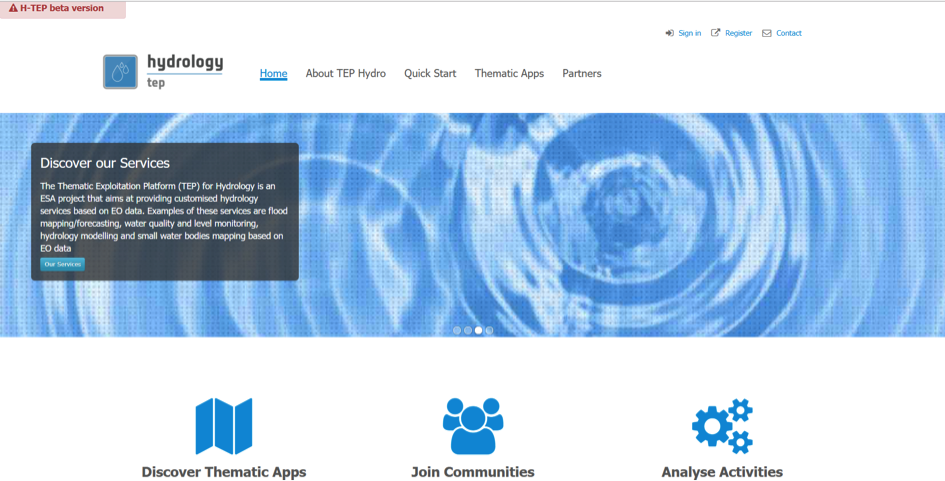 H-TEP beta version
Sign in Register Contact
hydrology
tep
Home About TEP Hydro Quick Start Thematic Apps Partners
Discover our Services
The Thematic Exploitation Platform (TEP) for Hydrology is an
ESA project that aims at providing customised hydrology
services based on EO data. Examples of these services are flood
mapping/forecasting, water quality and level monitoring,
hydrology modelling and small water bodies mapping based on
EO data
Our Services
Discover Thematic Apps Join Communities Analyse Activities